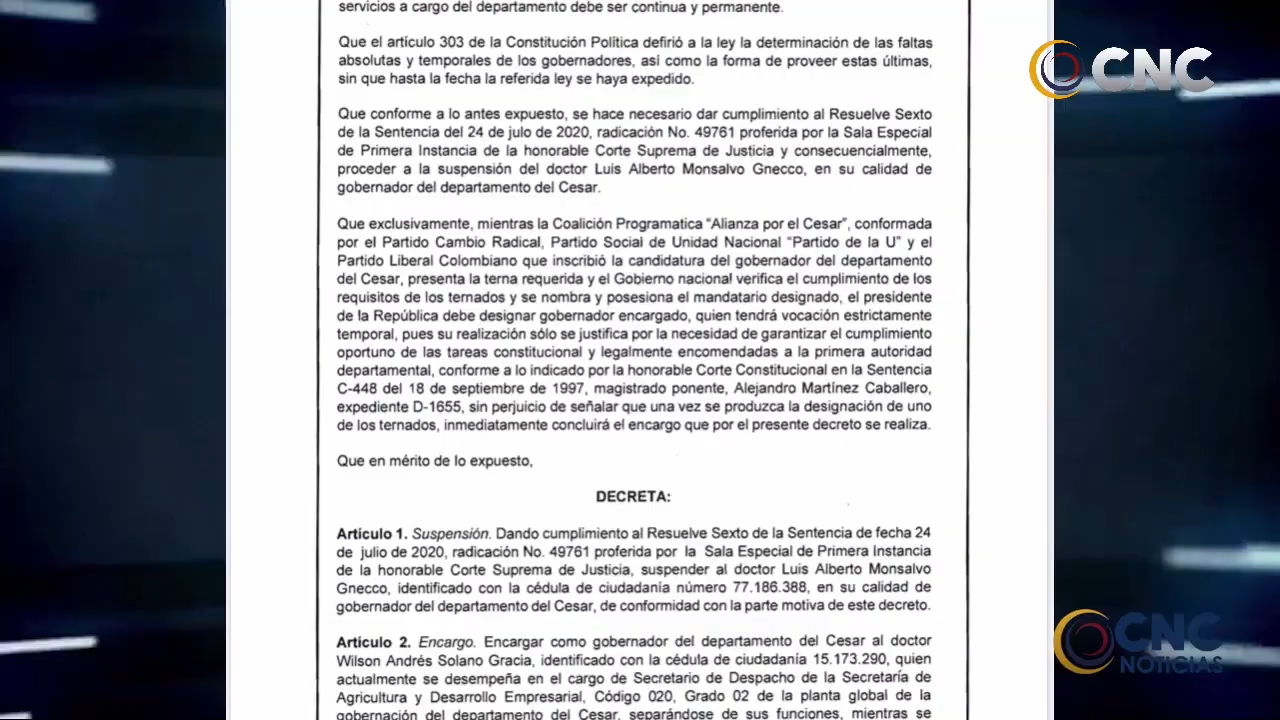 servicios a cargo del departamento debe ser continua y permanente.
Que el artículo 303 de la Constitución Política defirió a la ley la determinación de las faltas
absolutas y temporales de los gobernadores, así como la forma de proveer estas últimas,
sin que hasta la fecha la referida ley se haya expedido.
Que conforme a lo antes expuesto, se hace necesario dar cumplimiento al Resuelve Sexto
de la Sentencia del 24 de julo de 2020, radicación No. 49761 proferida por la Sala Especial
de Primera Instancia de la honorable Corte Suprema de Justicia y consecuencialmente,
proceder a la suspensión del doctor Luis Alberto Monsalvo Gnecco, en su calidad de
gobernador del departamento del Cesar.
Que exclusivamente, mientras la Coalición Programatica “Alianza por el Cesar”, conformada
por el Partido Cambio Radical, Partido Social de Unidad Nacional “Partido de la U” y el
Partido Liberal Colombiano que inscribió la candidatura del gobernador del departamento
del Cesar, presenta la terna requerida y el Gobierno nacional verifica el cumplimiento de los
requisitos de los ternados y se nombra y posesiona el mandatario designado, el presidente
de la República debe designar gobernador encargado, quien tendrá vocación estrictamente
temporal, pues su realización sólo se justifica por la necesidad de garantizar el cumplimiento
oportuno de las tareas constitucional y legalmente encomendadas a la primera autoridad
departamental, conforme a lo indicado por la honorable Corte Constitucional en la Sentencia
C-448 del 18 de septiembre de 1997, magistrado ponente, Alejandro Martínez Caballero,
expediente D-1655, sin perjuicio de señalar que una vez se produzca la designación de uno
de los ternados, inmediatamente concluirá el encargo que por el presente decreto se realiza.
Que en mérito de lo expuesto,
DECRETA:
Artículo 1. Suspensión. Dando cumplimiento al Resuelve Sexto de la Sentencia de fecha 24
de julio de 2020, radicación No. 49761 proferida por la Sala Especial de Primera Instancia
de la honorable Corte Suprema de Justicia, suspender al doctor Luis Alberto Monsalvo
Gnecco, identificado con la cédula de ciudadanía número 77.186.388, en su calidad de
gobernador del departamento del Cesar, de conformidad con la parte motiva de este decreto.
Artículo 2. Encargo. Encargar como gobernador del departamento del Cesar al doctor
Wilson Andrés Solano Gracia, identificado con la cédula de ciudadanía 15.173.290, quien
actualmente se desempeña en el cargo de Secretario de Despacho de la Secretaría de
Agricultura y Desarrollo Empresarial, Código 020, Grado 02 de la planta global de la
gobernación del departamento del Cesar, separándose de sus funciones, mientras se
CNC
CNC
NOTICIAS